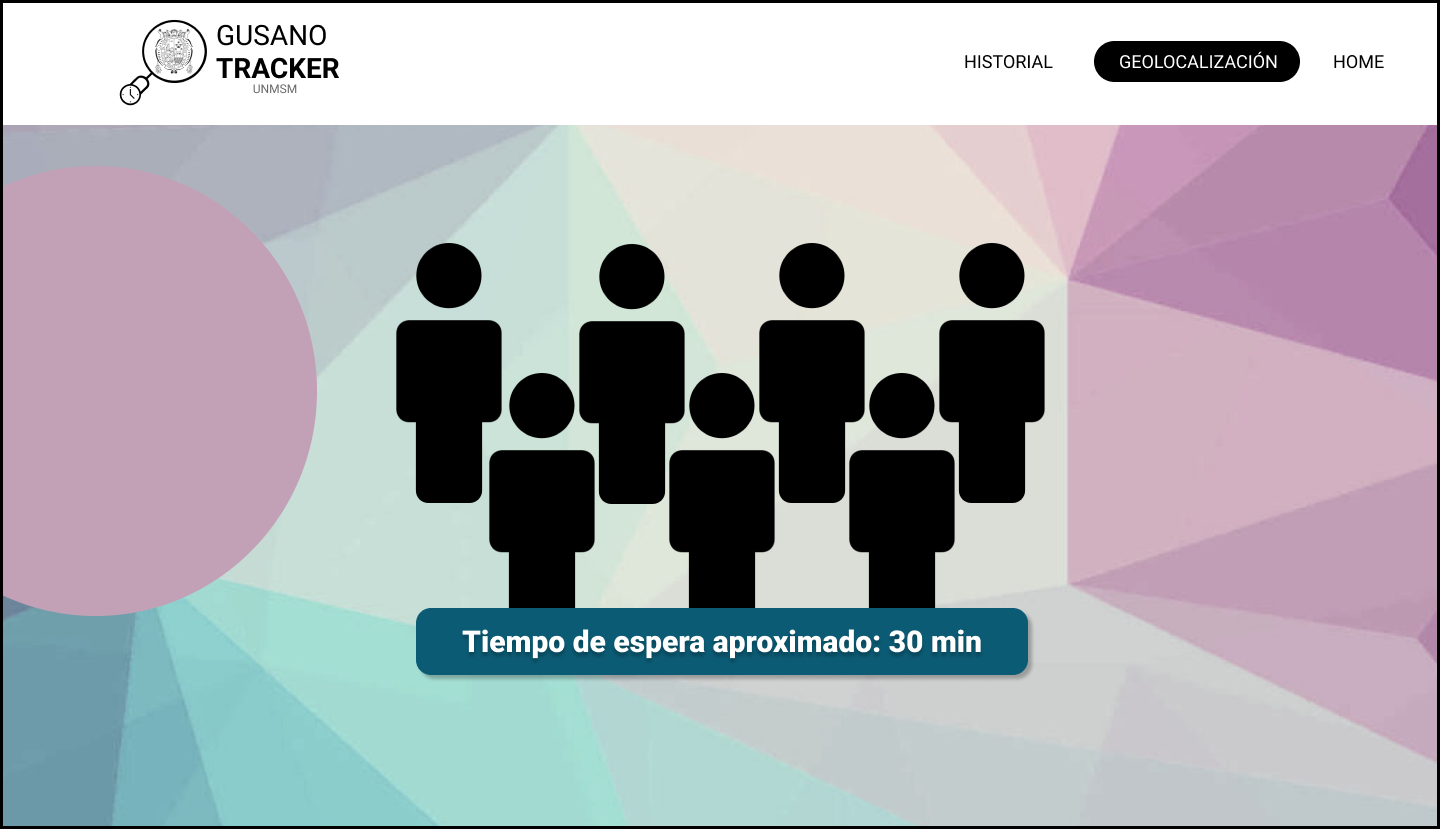 GUSANO
TRACKER
UNMSM
HISTORIAL
GEOLOCALIZACIÓN
HOME
Tiempo de espera aproximado: 30 min